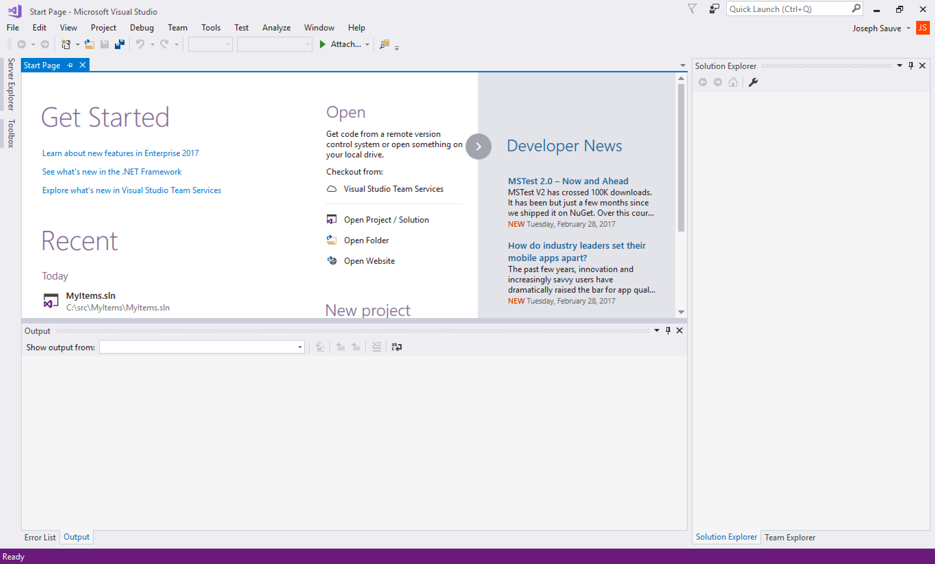 Start Page - Microsoft Visual Studio
Quick Launch (Ctrl+Q)
File Edit View Project Debug Team Tools Test Analyze Window Help
Joseph Sauve
JS
Attach...
Server Explorer
Toolbox
Start Page
Get Started
Learn about new features in Enterprise 2017
See what's new in the .NET Framework
Explore what's new in Visual Studio Team Services
Recent
Today
MyItems.sln
C:\src\MyItems\MyItems.sln
Open
Get code from a remote version
control system or open something on
your local drive.
Checkout from:
Visual Studio Team Services
Open Project / Solution
Open Folder
Open Website
New project
Developer News
MSTest 2.0 – Now and Ahead
MSTest V2 has crossed 100K downloads.
It has been but just a few months since
we shipped it on NuGet. Over this cour...
NEW Tuesday, February 28, 2017
How do industry leaders set their
mobile apps apart?
The past few years, innovation and
increasingly savvy users have
dramatically raised the bar for app qual...
NEW Tuesday, February 28, 2017
Solution Explorer
Output
Show output from:
Error List Output
Solution Explorer Team Explorer
Ready